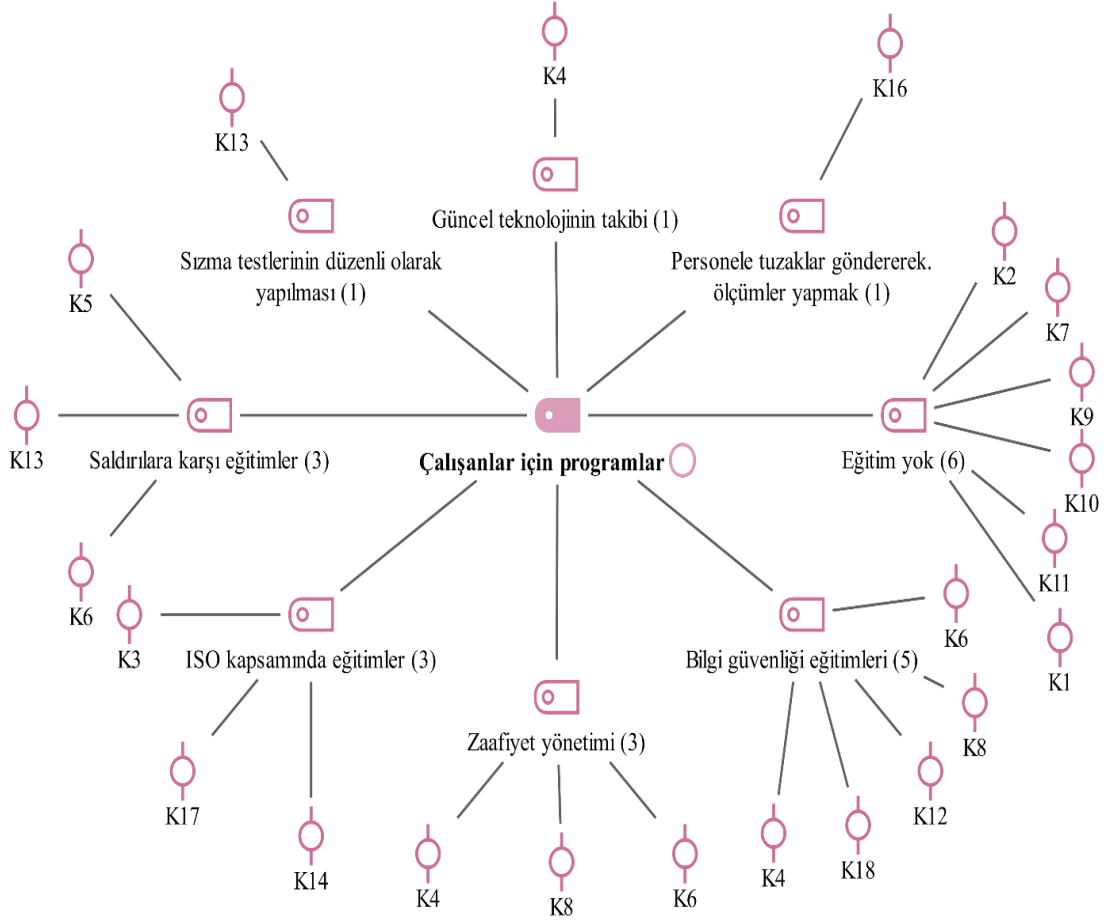 K4
K16
K13
Güncel teknolojinin takibi (1)
Sızma testlerinin düzenli olarak
yapılması (1)
Personele tuzaklar göndererek.
ölçümler yapmak (1)
K2
K5
K7
K9
K13
Saldırılara karşı eğitimler (3)
Çalışanlar için programlar
Eğitim yok (6)
K10
K11
K6
K3
K6
K1
ISO kapsamında eğitimler (3)
Bilgi güvenliği eğitimleri (5)
Zaafiyet yönetimi (3)
K8
K17
K12
K14
K4
K8
K6
K4
K18